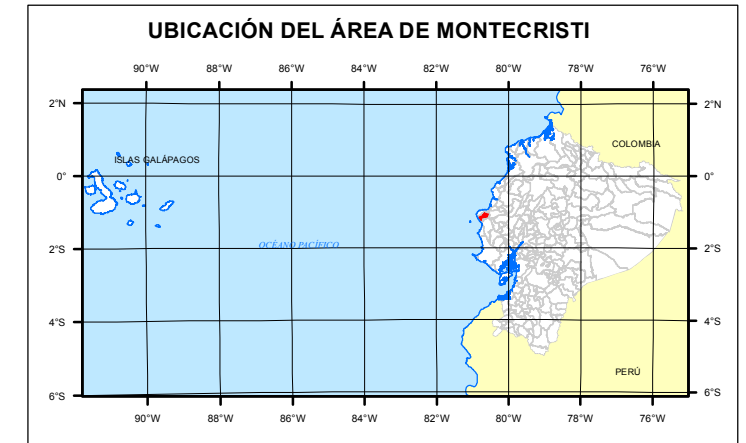 UBICACIÓN DEL ÁREA DE MONTECRISTI
90°W 88°W 86°W 84°W 82°W 80°W 78°W 76°W
2°N 2°N
COLOMBIA
ISLAS GALÁPAGOS
0° 0°
OCÉANO PACÍFICO
2°S 2°S
4°S 4°S
PERÚ
6°S 6°S
90°W 88°W 86°W 84°W 82°W 80°W 78°W 76°W